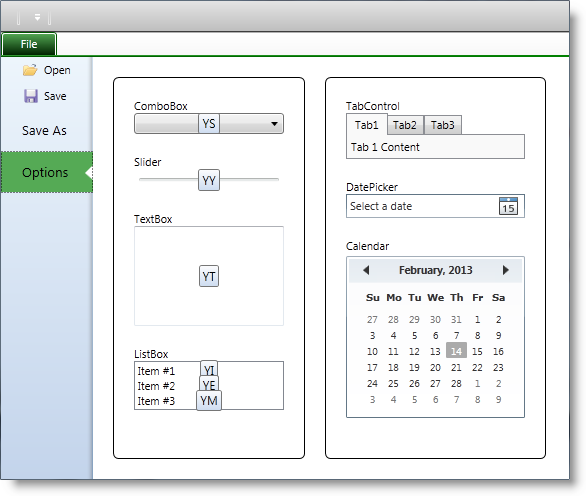 File
Open
Save
Save As
Options
ComboBox
YS
Slider
YY
TextBox
YT
ListBox
Item #1 YI
Item #2 YE
Item #3 YM
TabControl
Tab1 Tab2 Tab3
Tab 1 Content
DatePicker
Select a date 15
Calendar
February, 2013
Su Mo Tu We Th Fr Sa
27 28 29 30 31 1 2
3 4 5 6 7 8 9
10 11 12 13 14 15 16
17 18 19 20 21 22 23
24 25 26 27 28 1 2
3 4 5 6 7 8 9